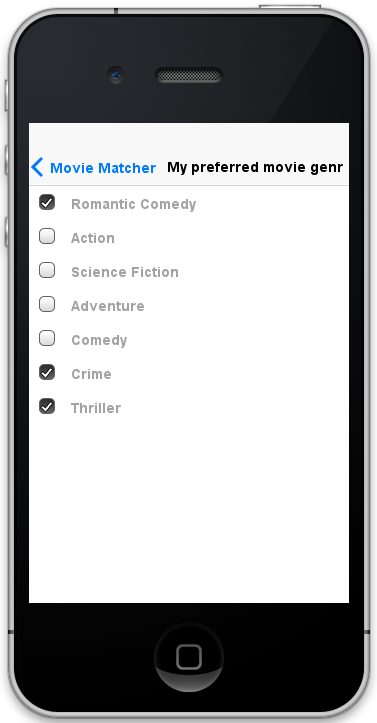 Movie Matcher My preferred movie genr
Romantic Comedy
Action
Science Fiction
Adventure
Comedy
Crime
Thriller